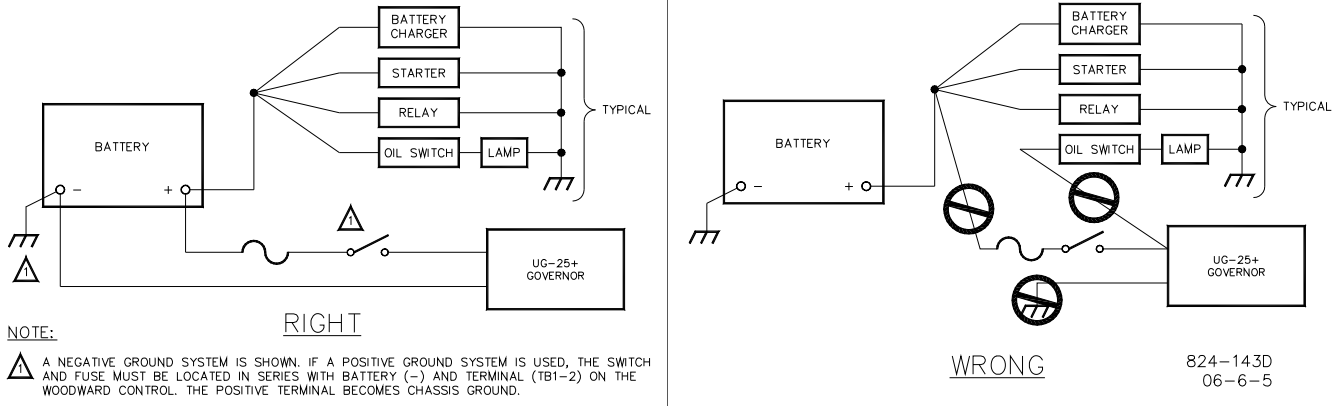 BATTERY
CHARGER
STARTER
RELAY
OIL SWITCH
LAMP
TYPICAL
BATTERY
-
+
1
1
UG-25+
GOVERNOR
RIGHT
NOTE:
1
A NEGATIVE GROUND SYSTEM IS SHOWN. IF A POSITIVE GROUND SYSTEM IS USED, THE SWITCH
AND FUSE MUST BE LOCATED IN SERIES WITH BATTERY (-) AND TERMINAL (TB1-2) ON THE
WOODWARD CONTROL. THE POSITIVE TERMINAL BECOMES CHASSIS GROUND.
BATTERY
CHARGER
STARTER
RELAY
OIL SWITCH
LAMP
TYPICAL
BATTERY
-
+
UG-25+
GOVERNOR
WRONG
824-143D
06-6-5